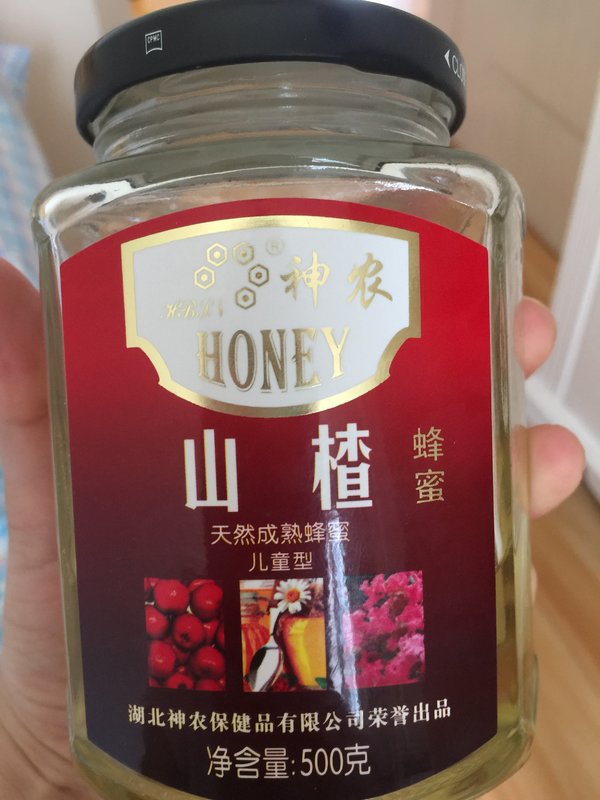 CPMC
神农
®
HONEY
山楂
蜂蜜
天然成熟蜂蜜
儿童型
湖北神农保健品有限公司荣誉出品
净含量:500克